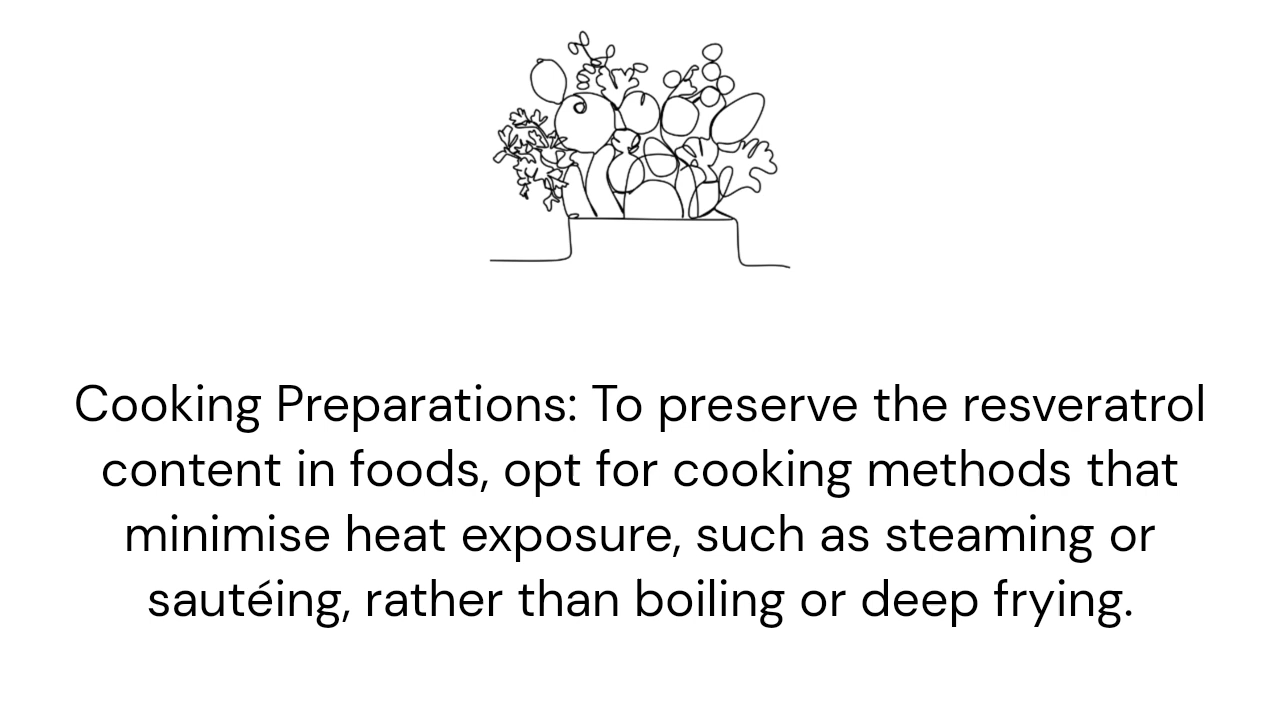 Cooking Preparations: To preserve the resveratrol
content in foods, opt for cooking methods that
minimise heat exposure, such as steaming or
sautéing, rather than boiling or deep frying.